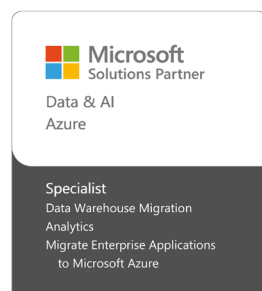 Microsoft
Solutions Partner
Data & AI
Azure
Specialist
Data Warehouse Migration
Analytics
Migrate Enterprise Applications
to Microsoft Azure